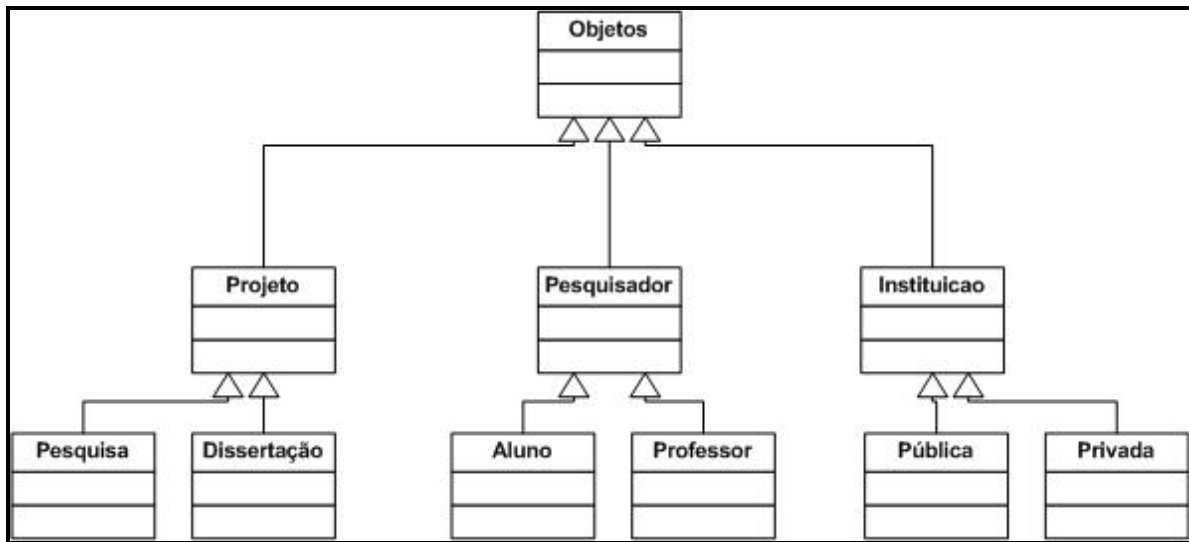 Objetos
Projeto
Pesquisador
Instituicao
Pesquisa
Dissertação
Aluno
Professor
Pública
Privada